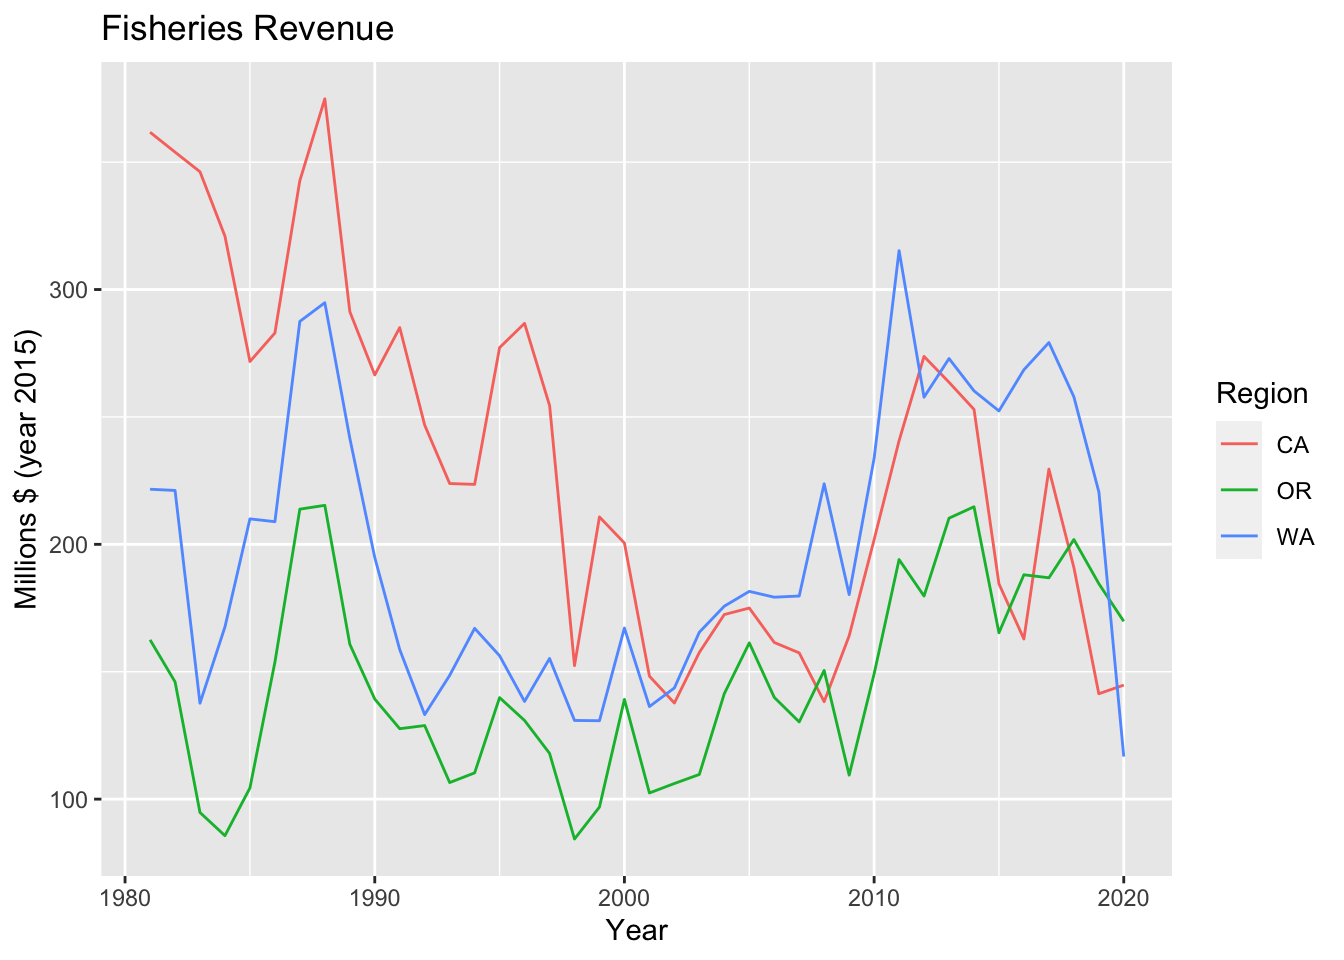 Fisheries Revenue
Millions $ (year 2015)
300
200
100
1980
1990
2000
2010
2020
Year
Region
CA
OR
WA